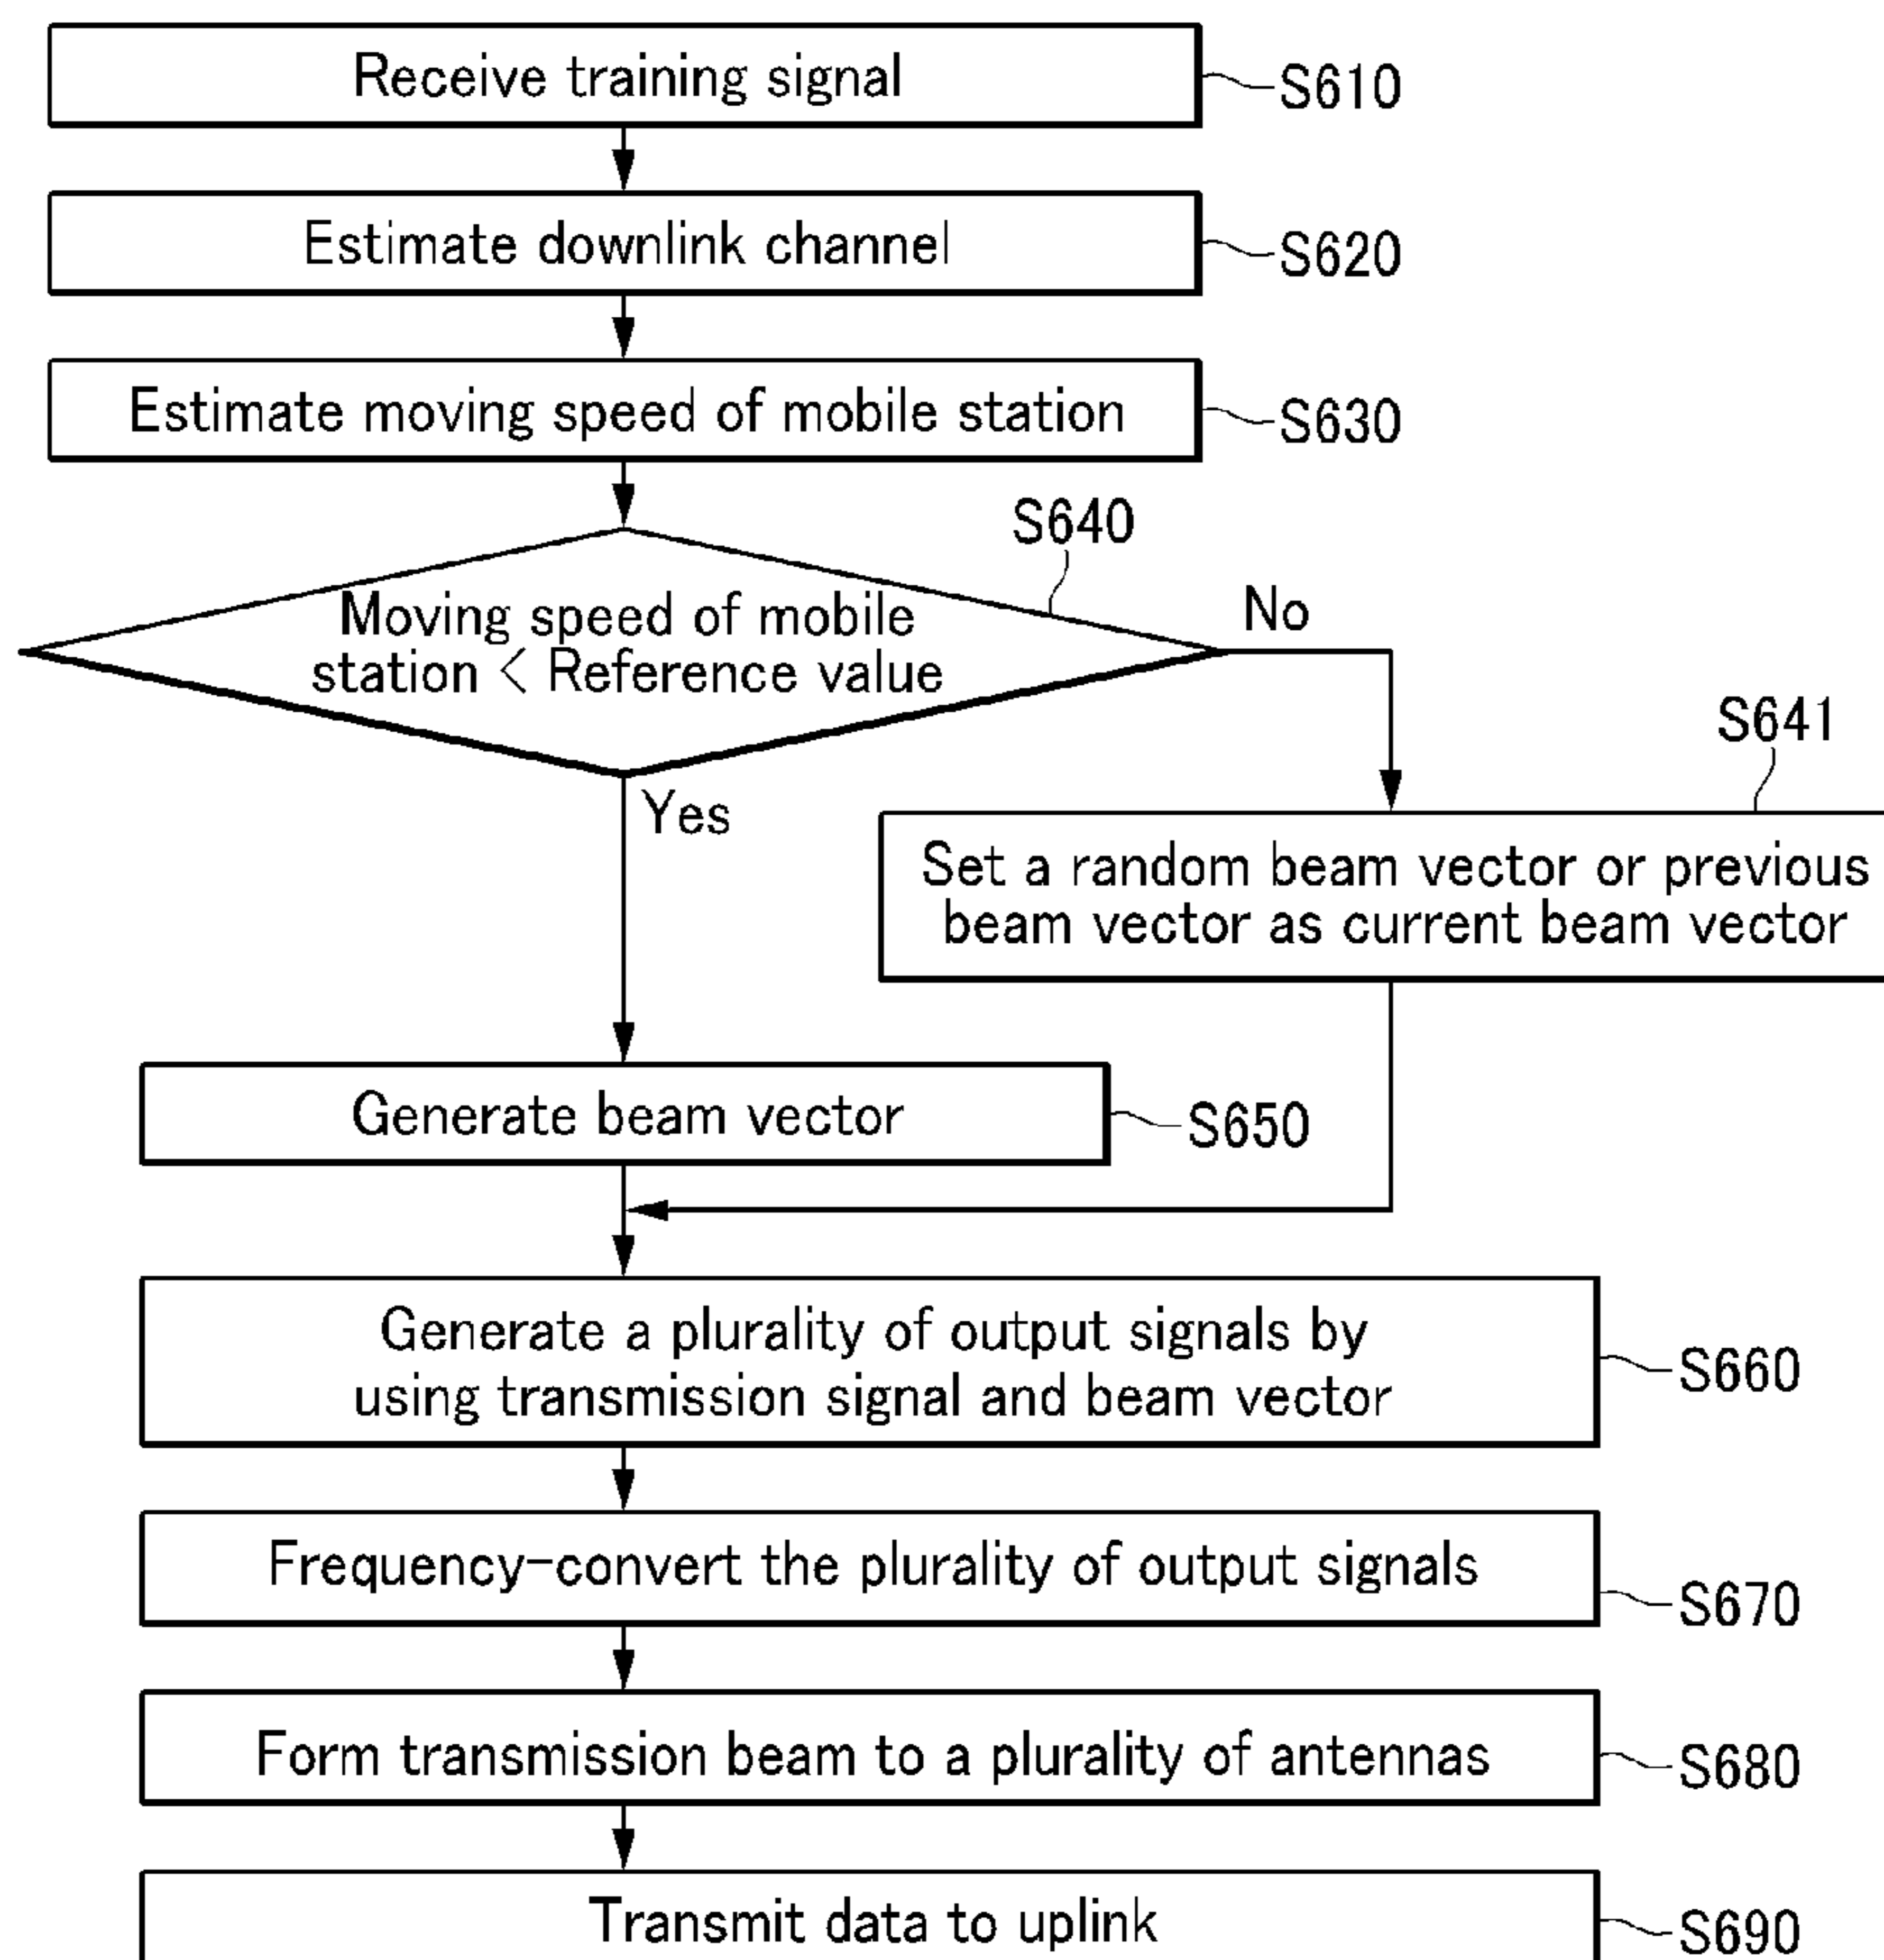 Receive training signal
S610
Estimate downlink channel
S620
Estimate moving speed of mobile station
S630
S640
Moving speed of mobile
station < Reference value
No
Yes
S641
Set a random beam vector or previous
beam vector as current beam vector
Generate beam vector
S650
Generate a plurality of output signals by
using transmission signal and beam vector
S660
Frequency-convert the plurality of output signals
S670
Form transmission beam to a plurality of antennas
S680
Transmit data to uplink
S690